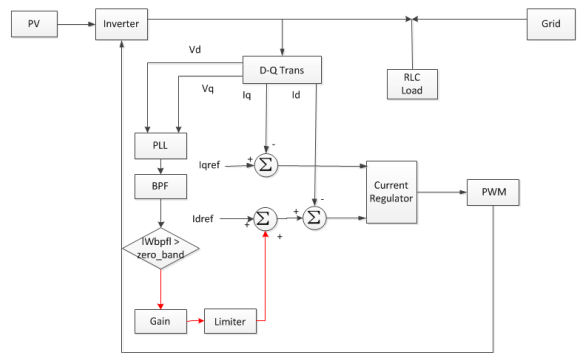 PV
Inverter
Grid
Vd
D-Q Trans
Vq
Iq
Id
RLC
Load
PLL
-
+
Iqref
Σ
BPF
Current
Regulator
PWM
-
Idref
+
Σ
+
Σ
+
IWbpfI >
zero_band
Gain
Limiter